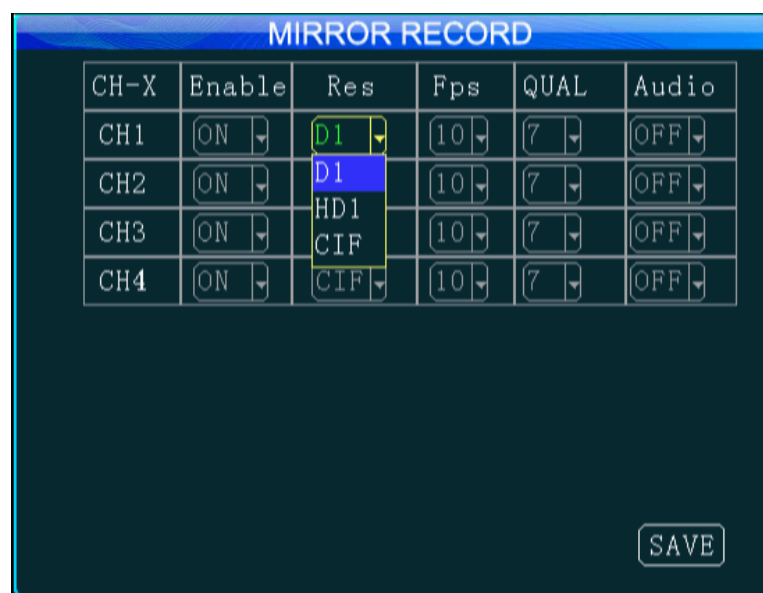 MIRROR RECORD
CH-X Enable Res Fps QUAL Audio
CH1 ON D1 10 7 OFF
CH2 ON D1 10 7 OFF
HD1
CH3 ON CIF 10 7 OFF
CH4 ON CIF 10 7 OFF
SAVE